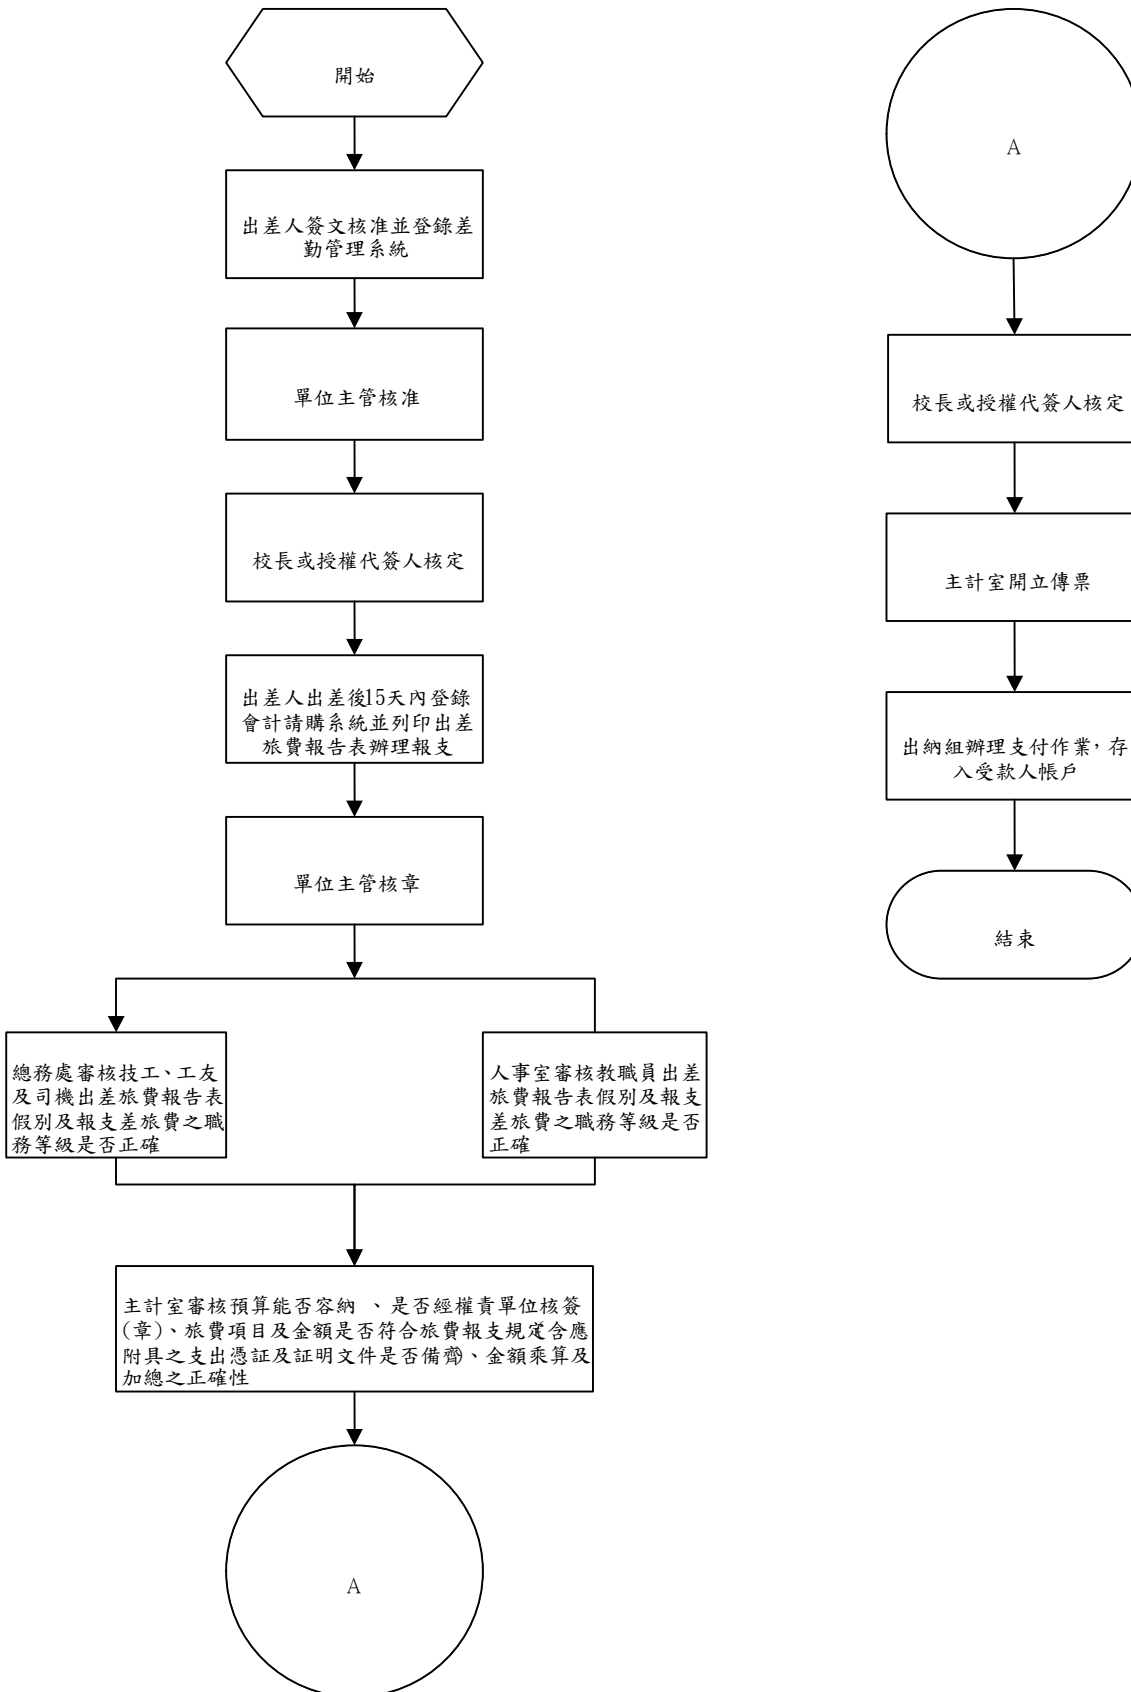 開始
出差人簽文核准並登錄差
勤管理系統
單位主管核准
校長或授權代簽人核定
出差人出差後15天內登錄
會計請購系統並列印出差
旅費報告表辦理報支
單位主管核章
總務處審核技工、工友
及司機出差旅費報告表
假別及報支差旅費之職
務等級是否正確
人事室審核教職員出差
旅費報告表假別及報支
差旅費之職務等級是否
正確
主計室審核預算能否容納 、是否經權責單位核簽
(章)、旅費項目及金額是否符合旅費報支規定(含應
附具之支出憑証及証明文件是否備齊)、金額乘算及
加總之正確性
A
A
校長或授權代簽人核定
主計室開立傳票
出納組辦理支付作業，存
入受款人帳戶
結束